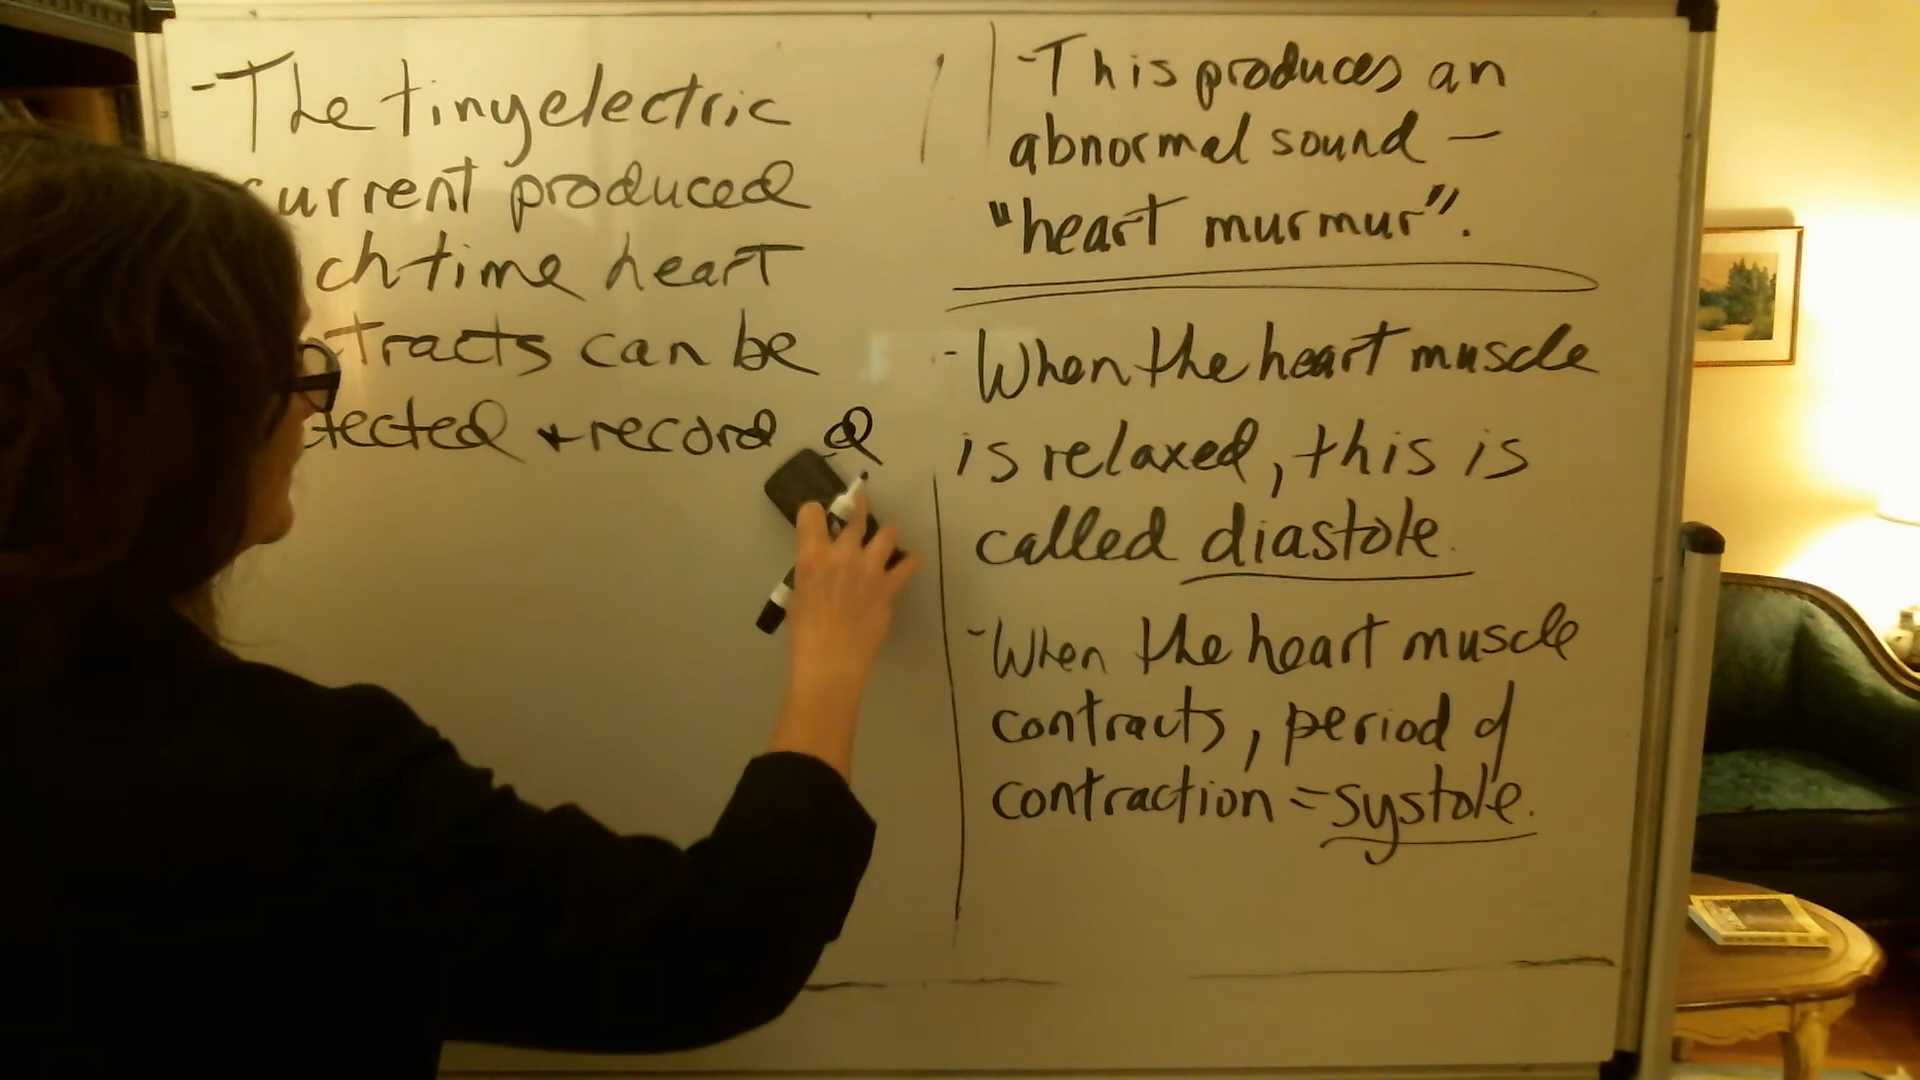 - The tiny electric
current produced
ch time heart
tracts can be
tected + record d
- This produces an
abnormal sound —
"heart murmur".
- When the heart muscle
is relaxed, this is
called diastole.
- When the heart muscle
contracts, period of
contraction = systole.